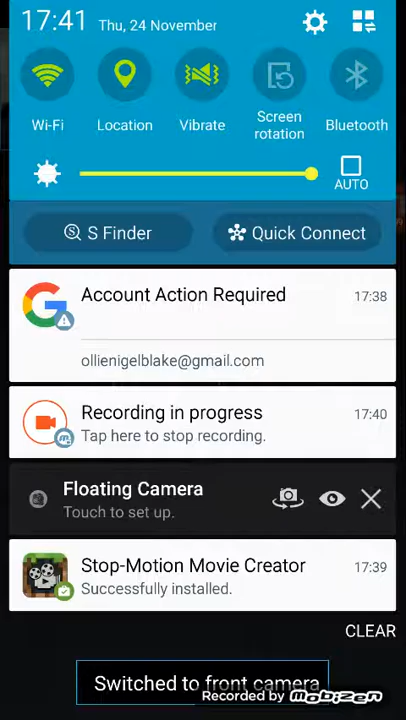 17:41 Thu, 24 November
Wi-Fi
Location
Vibrate
Screen
rotation
Bluetooth
AUTO
S Finder
Quick Connect
Account Action Required 17:38
ollienigelblake@gmail.com
Recording in progress 17:40
Tap here to stop recording.
Floating Camera
Touch to set up.
Stop-Motion Movie Creator 17:39
Successfully installed.
CLEAR
Switched to front camera
Recorded by Mobizen